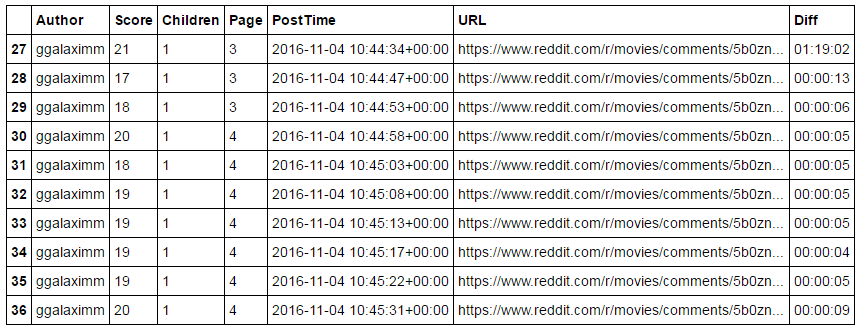 Author Score Children Page PostTime URL Diff
27 ggalaximm 21 1 3 2016-11-04 10:44:34+00:00 https://www.reddit.com/r/movies/comments/5b0zn... 01:19:02
28 ggalaximm 17 1 3 2016-11-04 10:44:47+00:00 https://www.reddit.com/r/movies/comments/5b0zn... 00:00:13
29 ggalaximm 18 1 3 2016-11-04 10:44:53+00:00 https://www.reddit.com/r/movies/comments/5b0zn... 00:00:06
30 ggalaximm 20 1 4 2016-11-04 10:44:58+00:00 https://www.reddit.com/r/movies/comments/5b0zn... 00:00:05
31 ggalaximm 18 1 4 2016-11-04 10:45:03+00:00 https://www.reddit.com/r/movies/comments/5b0zn... 00:00:05
32 ggalaximm 19 1 4 2016-11-04 10:45:08+00:00 https://www.reddit.com/r/movies/comments/5b0zn... 00:00:05
33 ggalaximm 19 1 4 2016-11-04 10:45:13+00:00 https://www.reddit.com/r/movies/comments/5b0zn... 00:00:05
34 ggalaximm 19 1 4 2016-11-04 10:45:17+00:00 https://www.reddit.com/r/movies/comments/5b0zn... 00:00:04
35 ggalaximm 19 1 4 2016-11-04 10:45:22+00:00 https://www.reddit.com/r/movies/comments/5b0zn... 00:00:05
36 ggalaximm 20 1 4 2016-11-04 10:45:31+00:00 https://www.reddit.com/r/movies/comments/5b0zn... 00:00:09